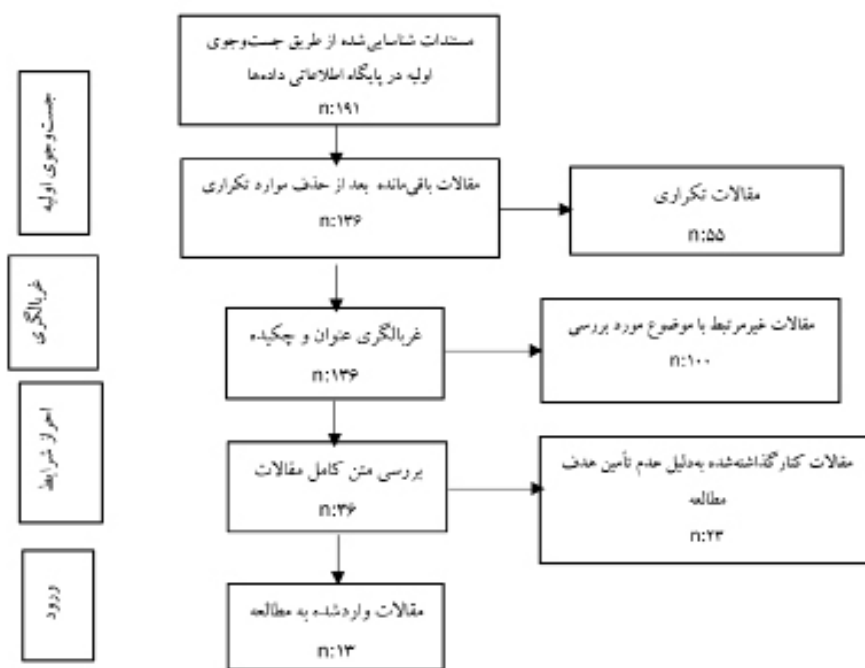 مستندات شناسایی‌شده از طریق جست‌وجوی
اولیه در پایگاه اطلاعاتی داده‌ها
n:۱۹۱
جست‌وجوی اولیه
مقالات باقی‌مانده بعد از حذف موارد تکراری
n:۱۳۶
مقالات تکراری
n:۵۵
غربالگری
غربالگری عنوان و چکیده
n:۱۳۶
مقالات غیرمرتبط با موضوع مورد بررسی
n:۱۰۰
احراز شرایط
بررسی متن کامل مقالات
n:۳۶
مقالات کنار گذاشته‌شده به‌دلیل عدم تأمین هدف
مطالعه
n:۲۳
ورود
مقالات واردشده به مطالعه
n:۱۳